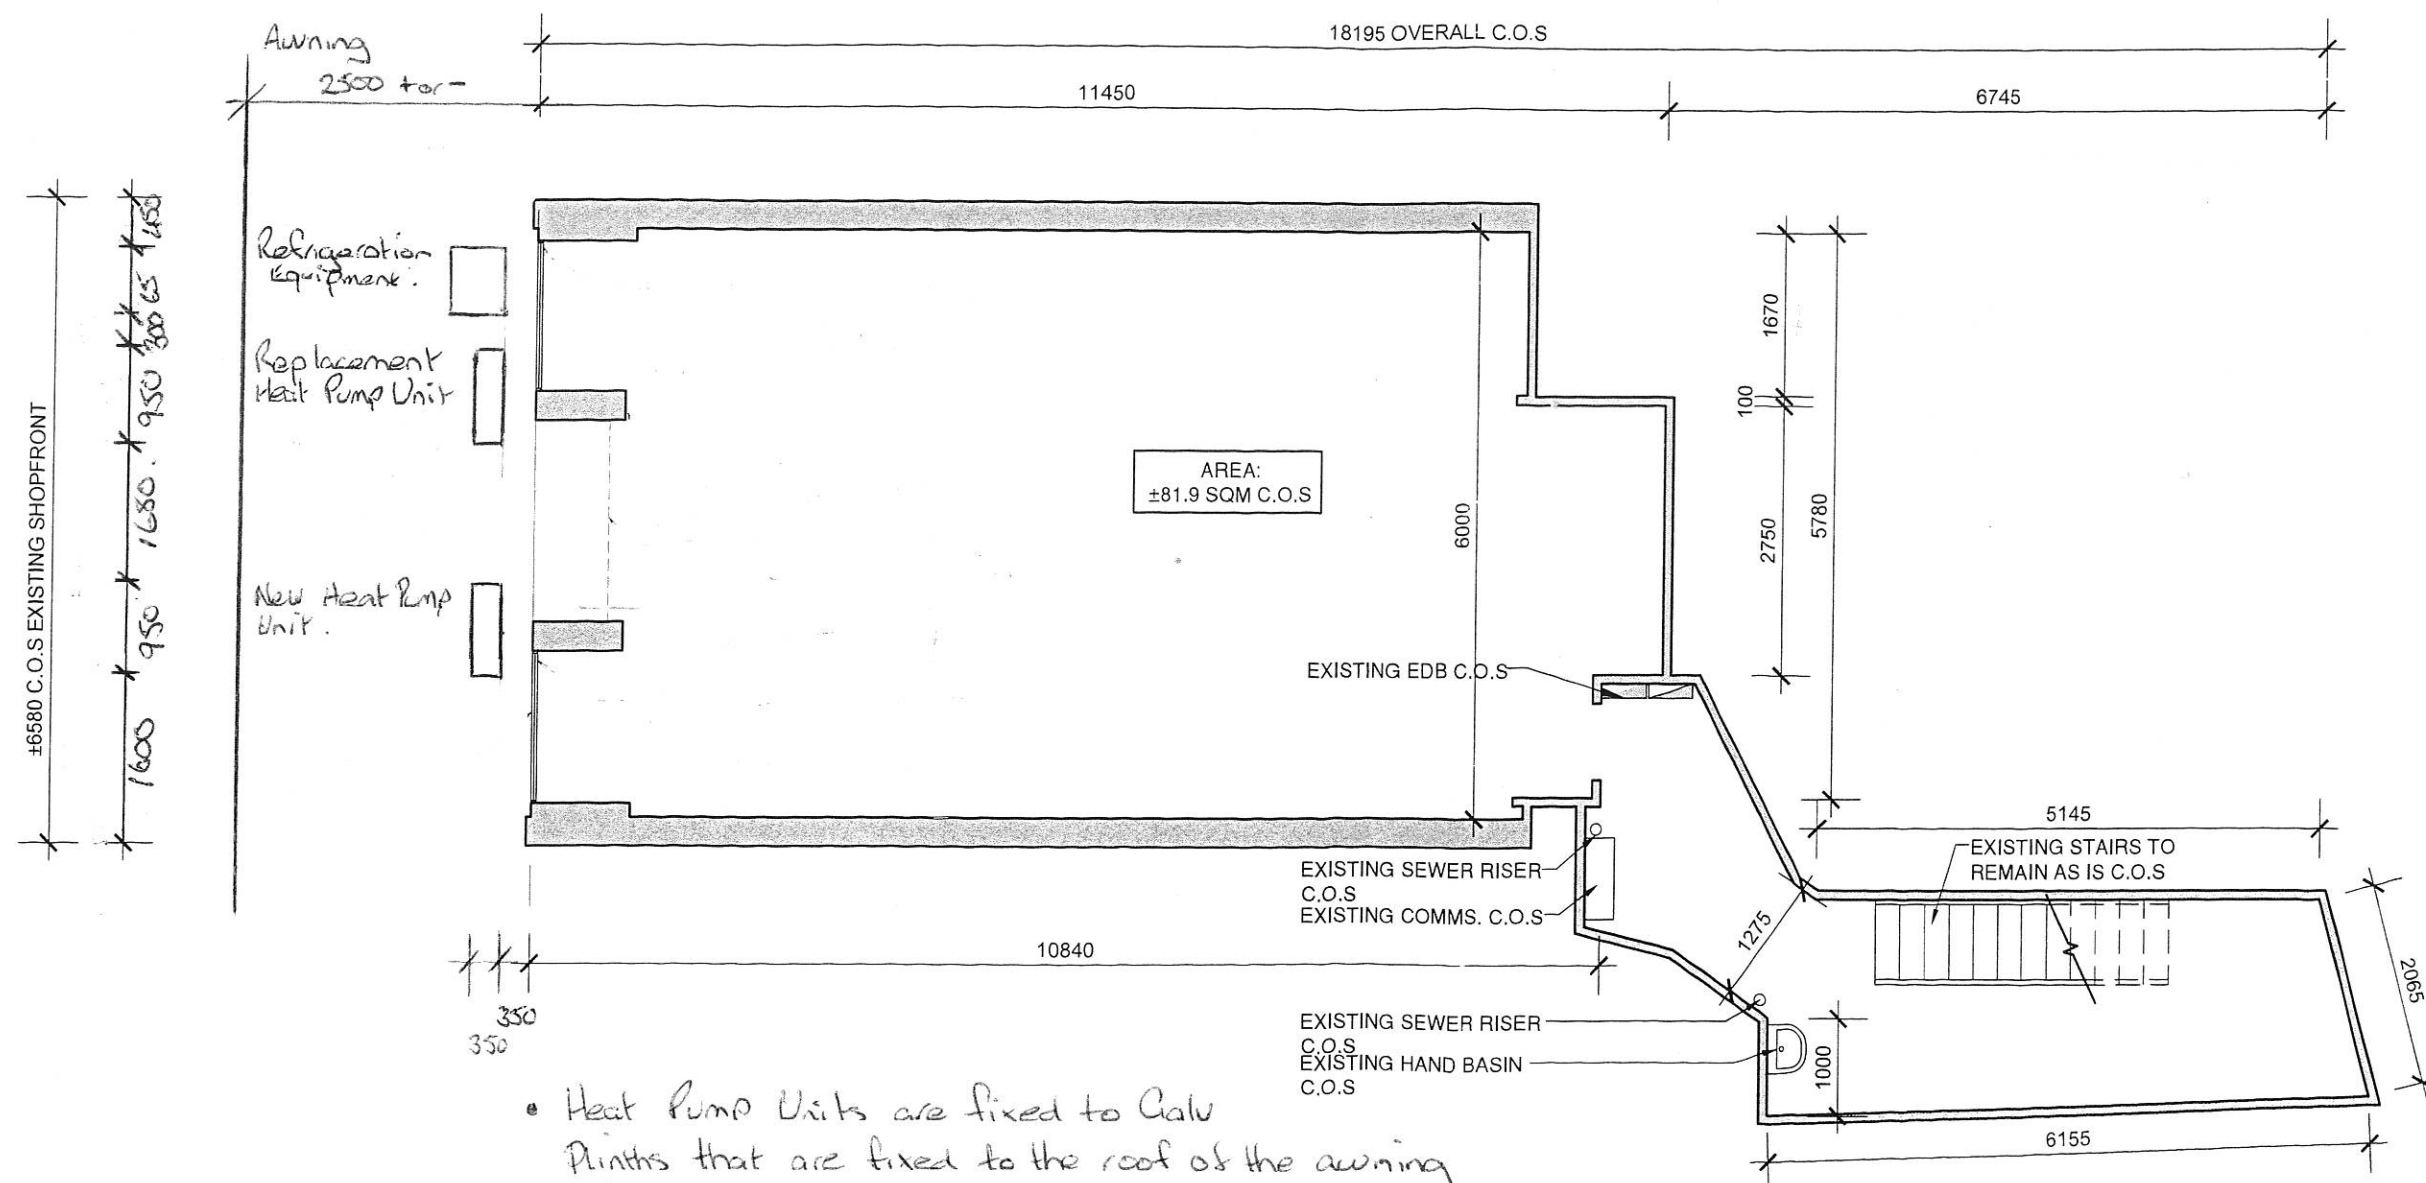 Awning
2500 + or -
18195 OVERALL C.O.S
11450
6745
±6580 C.O.S EXISTING SHOPFRONT
450
65
300
950
1680.
950
1600
Refrigeration
Equipment.
Replacement
Heat Pump Unit
New Heat Pump
Unit.
AREA:
±81.9 SQM C.O.S
6000
1670
100
2750
5780
EXISTING EDB C.O.S
5145
EXISTING STAIRS TO
REMAIN AS IS C.O.S
EXISTING SEWER RISER
C.O.S
EXISTING COMMS. C.O.S
1275
2065
10840
350
350
EXISTING SEWER RISER
C.O.S
EXISTING HAND BASIN
C.O.S
1000
6155
• Heat Pump Units are fixed to Galv
Plinths that are fixed to the roof of the awning